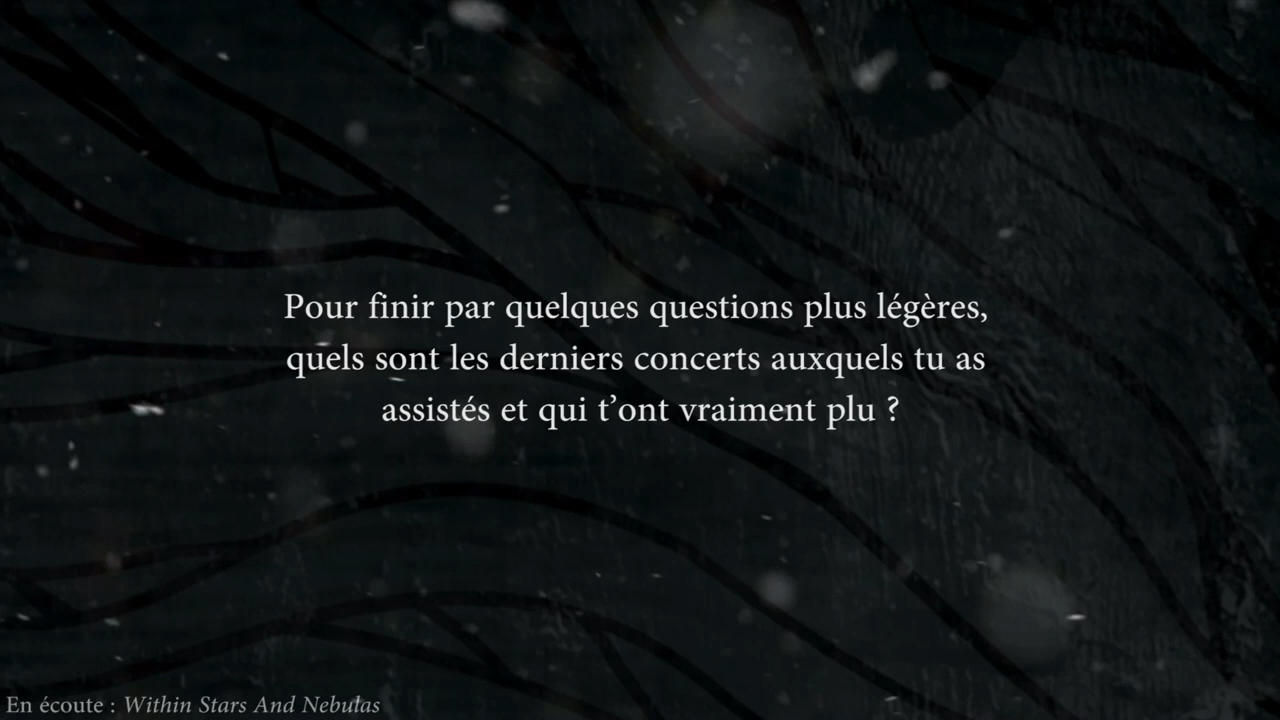 Pour finir par quelques questions plus légères,
quels sont les derniers concerts auxquels tu as
assistés et qui t’ont vraiment plu ?
En écoute : Within Stars And Nebulas